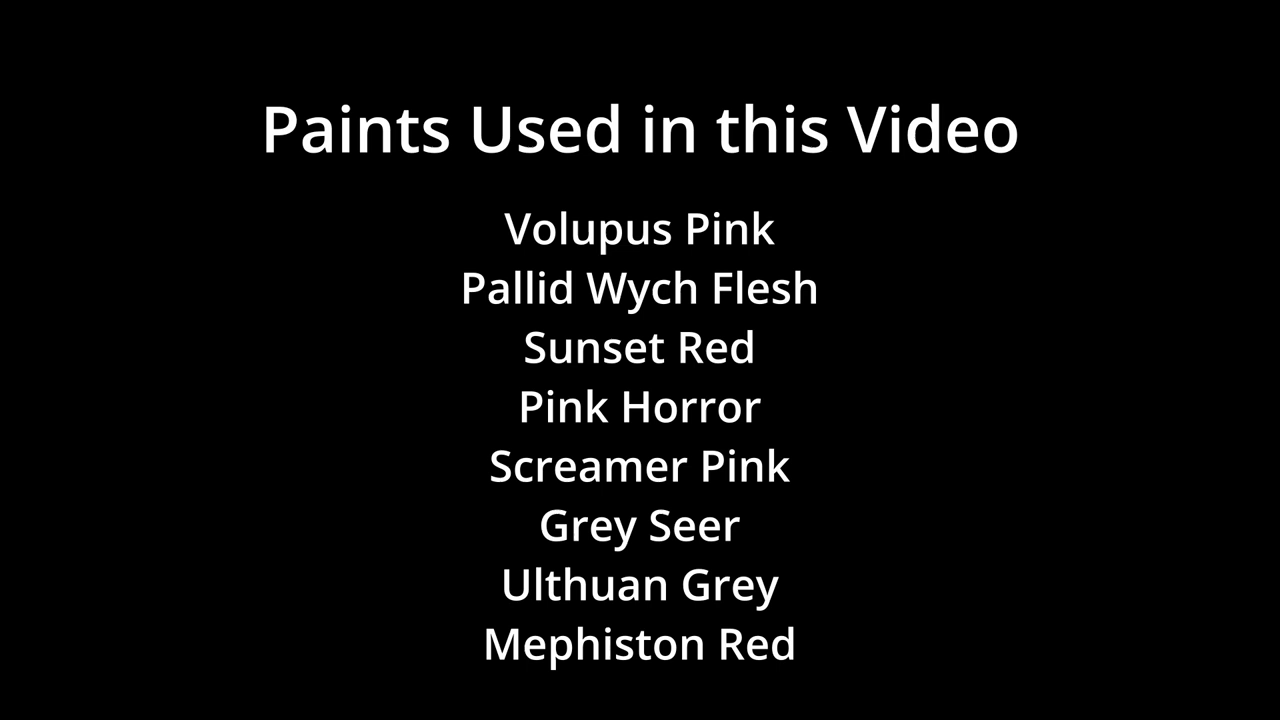 Paints Used in this Video
Volupus Pink
Pallid Wych Flesh
Sunset Red
Pink Horror
Screamer Pink
Grey Seer
Ulthuan Grey
Mephiston Red